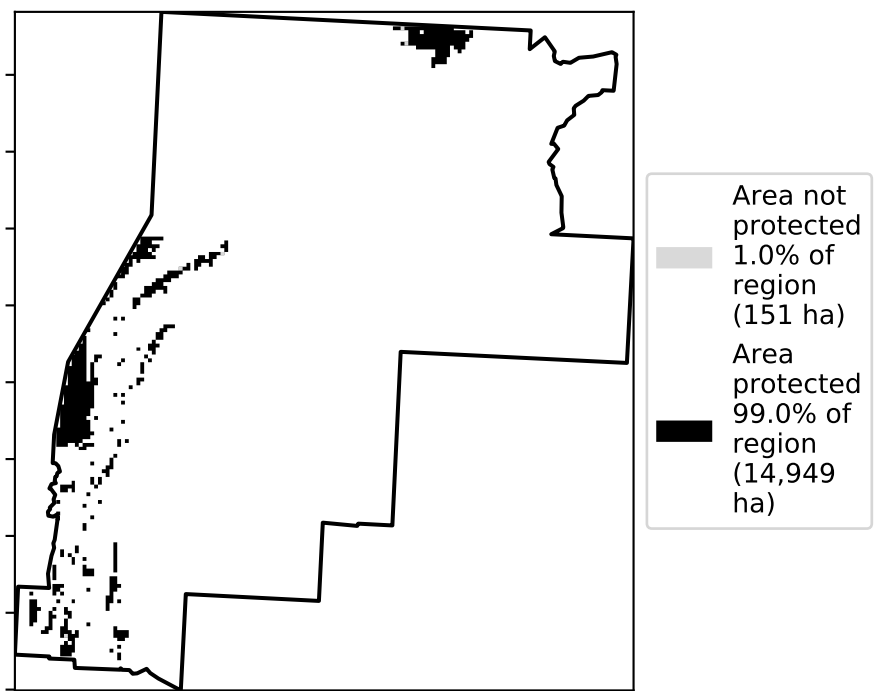 Area not
protected
1.0% of
region
(151 ha)
Area
protected
99.0% of
region
(14,949
ha)